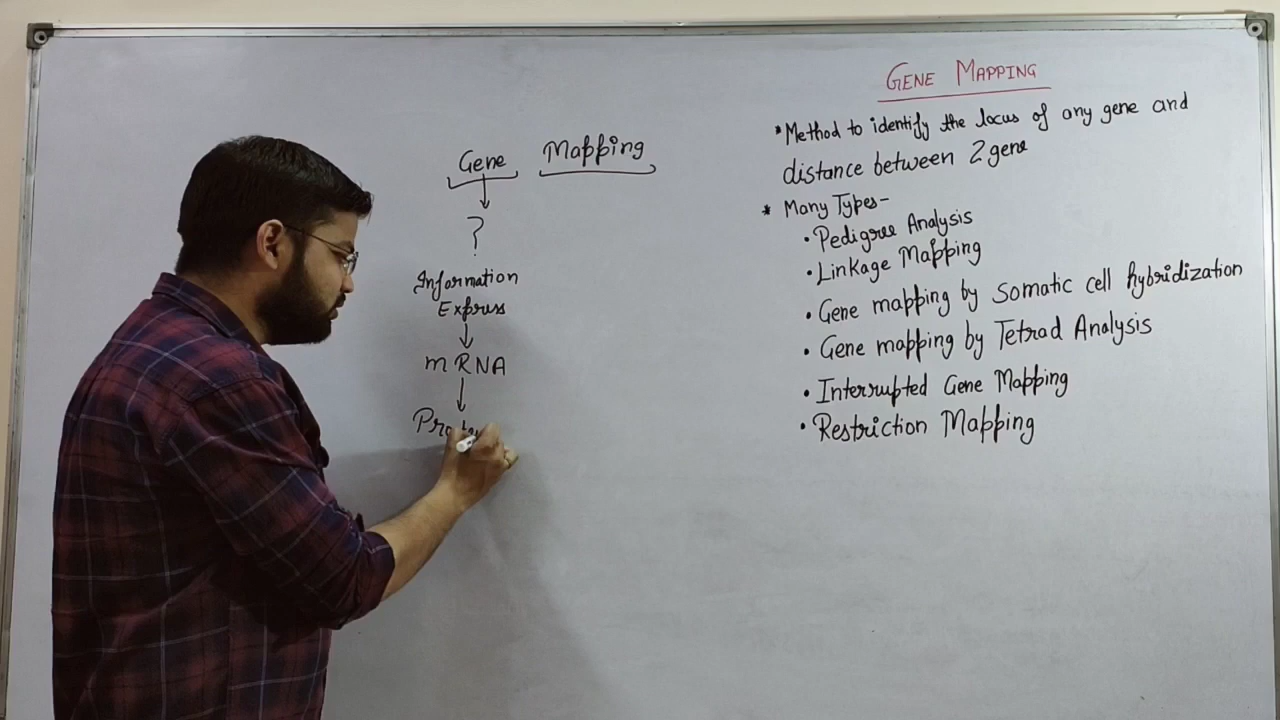 Gene Mapping
?
Information
Express
mRNA
GENE MAPPING
* Method to identify the locus of any gene and
distance between 2 gene
* Many Types-
• Pedigree Analysis
• Linkage Mapping
• Gene mapping by Somatic cell hybridization
• Gene mapping by Tetrad Analysis
• Interrupted Gene Mapping
• Restriction Mapping